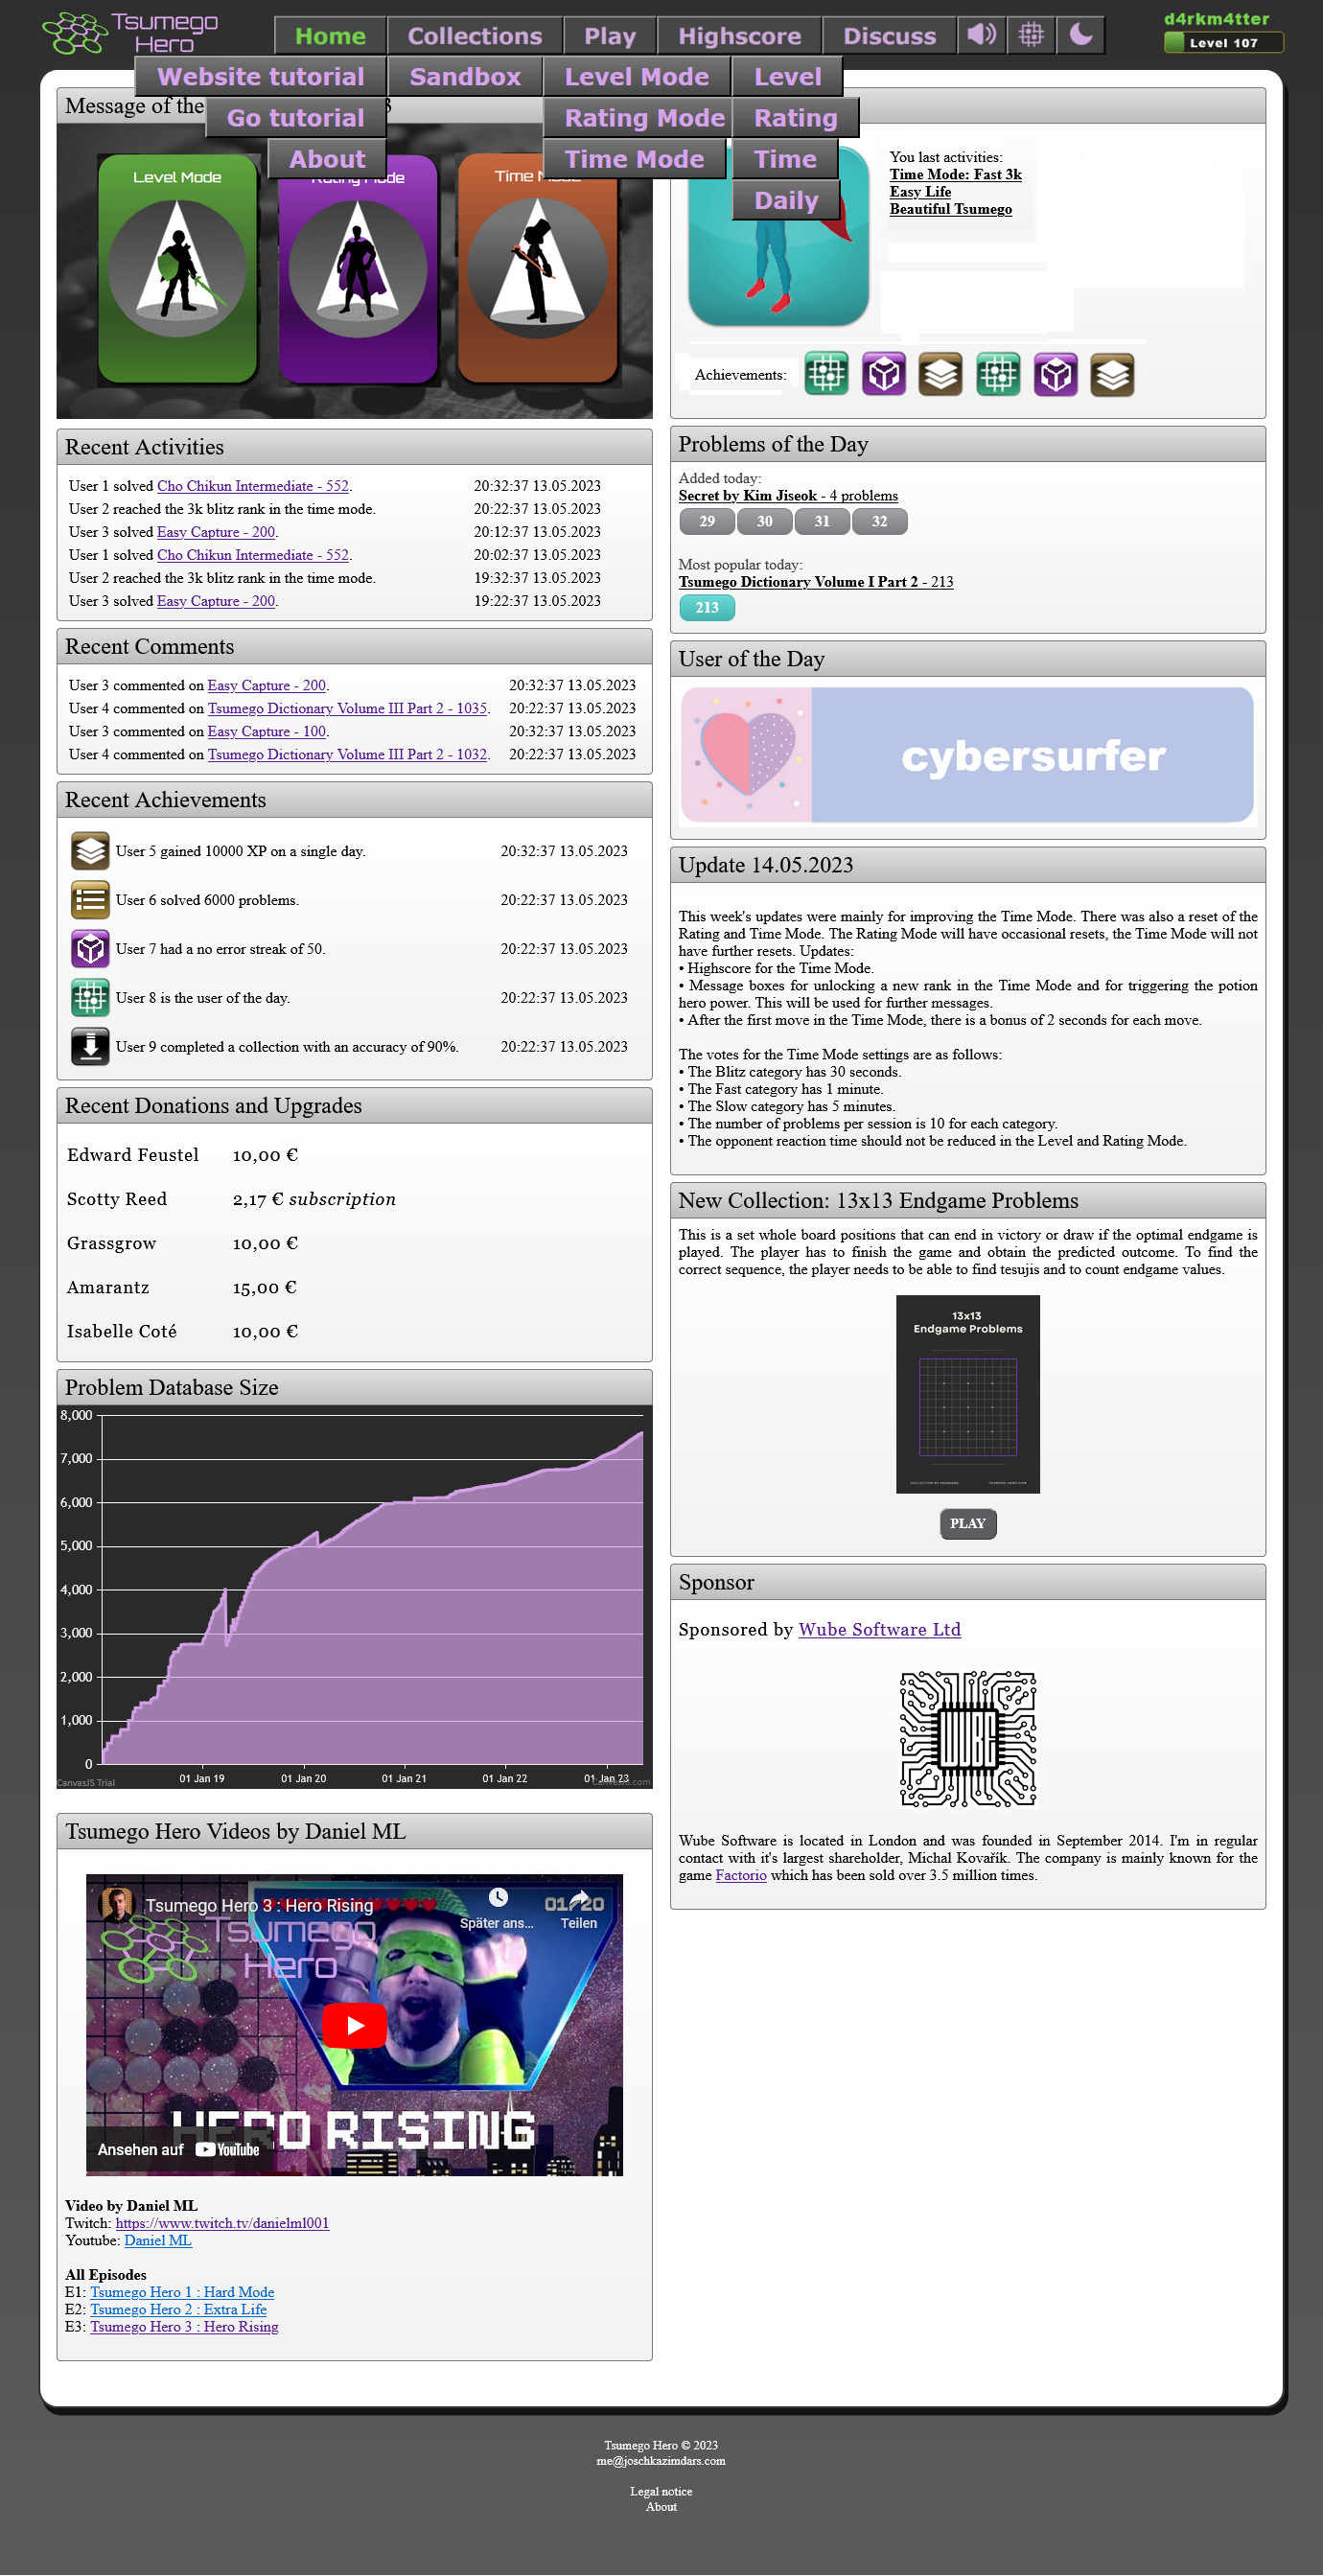 Tsumego
Hero
Home
Collections
Play
Highscore
Discuss
d4rkm4tter
Level 107
Website tutorial
Sandbox
Level Mode
Level
Go tutorial
Rating Mode
Rating
About
Time Mode
Time
Daily
Message of the
Level Mode
Time
You last activities:
Time Mode: Fast 3k
Easy Life
Beautiful Tsumego
Achievements:
Recent Activities
User 1 solved Cho Chikun Intermediate - 552. 20:32:37 13.05.2023
User 2 reached the 3k blitz rank in the time mode. 20:22:37 13.05.2023
User 3 solved Easy Capture - 200. 20:12:37 13.05.2023
User 1 solved Cho Chikun Intermediate - 552. 20:02:37 13.05.2023
User 2 reached the 3k blitz rank in the time mode. 19:32:37 13.05.2023
User 3 solved Easy Capture - 200. 19:22:37 13.05.2023
Recent Comments
User 3 commented on Easy Capture - 200. 20:32:37 13.05.2023
User 4 commented on Tsumego Dictionary Volume III Part 2 - 1035. 20:22:37 13.05.2023
User 3 commented on Easy Capture - 100. 20:32:37 13.05.2023
User 4 commented on Tsumego Dictionary Volume III Part 2 - 1032. 20:22:37 13.05.2023
Recent Achievements
User 5 gained 10000 XP on a single day. 20:32:37 13.05.2023
User 6 solved 6000 problems. 20:22:37 13.05.2023
User 7 had a no error streak of 50. 20:22:37 13.05.2023
User 8 is the user of the day. 20:22:37 13.05.2023
User 9 completed a collection with an accuracy of 90%. 20:22:37 13.05.2023
Recent Donations and Upgrades
Edward Feustel 10,00 €
Scotty Reed 2,17 € subscription
Grassgrow 10,00 €
Amarantz 15,00 €
Isabelle Coté 10,00 €
Problem Database Size
8,000
7,000
6,000
5,000
4,000
3,000
2,000
1,000
0
01 Jan 19 01 Jan 20 01 Jan 21 01 Jan 22 01 Jan 23
CanvasJS Trial
CanvasJS.com
Tsumego Hero Videos by Daniel ML
Tsumego Hero 3 : Hero Rising
Später ans...
Teilen
01/20
Tsumego
Hero
HERO RISING
Ansehen auf YouTube
Video by Daniel ML
Twitch: https://www.twitch.tv/danielml001
Youtube: Daniel ML
All Episodes
E1: Tsumego Hero 1 : Hard Mode
E2: Tsumego Hero 2 : Extra Life
E3: Tsumego Hero 3 : Hero Rising
Problems of the Day
Added today:
Secret by Kim Jiseok - 4 problems
29 30 31 32
Most popular today:
Tsumego Dictionary Volume I Part 2 - 213
213
User of the Day
cybersurfer
Update 14.05.2023
This week's updates were mainly for improving the Time Mode. There was also a reset of the
Rating and Time Mode. The Rating Mode will have occasional resets, the Time Mode will not
have further resets. Updates:
• Highscore for the Time Mode.
• Message boxes for unlocking a new rank in the Time Mode and for triggering the potion
hero power. This will be used for further messages.
• After the first move in the Time Mode, there is a bonus of 2 seconds for each move.
The votes for the Time Mode settings are as follows:
• The Blitz category has 30 seconds.
• The Fast category has 1 minute.
• The Slow category has 5 minutes.
• The number of problems per session is 10 for each category.
• The opponent reaction time should not be reduced in the Level and Rating Mode.
New Collection: 13x13 Endgame Problems
This is a set whole board positions that can end in victory or draw if the optimal endgame is
played. The player has to finish the game and obtain the predicted outcome. To find the
correct sequence, the player needs to be able to find tesujis and to count endgame values.
13x13
Endgame Problems
PLAY
Sponsor
Sponsored by Wube Software Ltd
WUBE
Wube Software is located in London and was founded in September 2014. I'm in regular
contact with it's largest shareholder, Michal Kovařík. The company is mainly known for the
game Factorio which has been sold over 3.5 million times.
Tsumego Hero © 2023
me@joschkazimdars.com
Legal notice
About